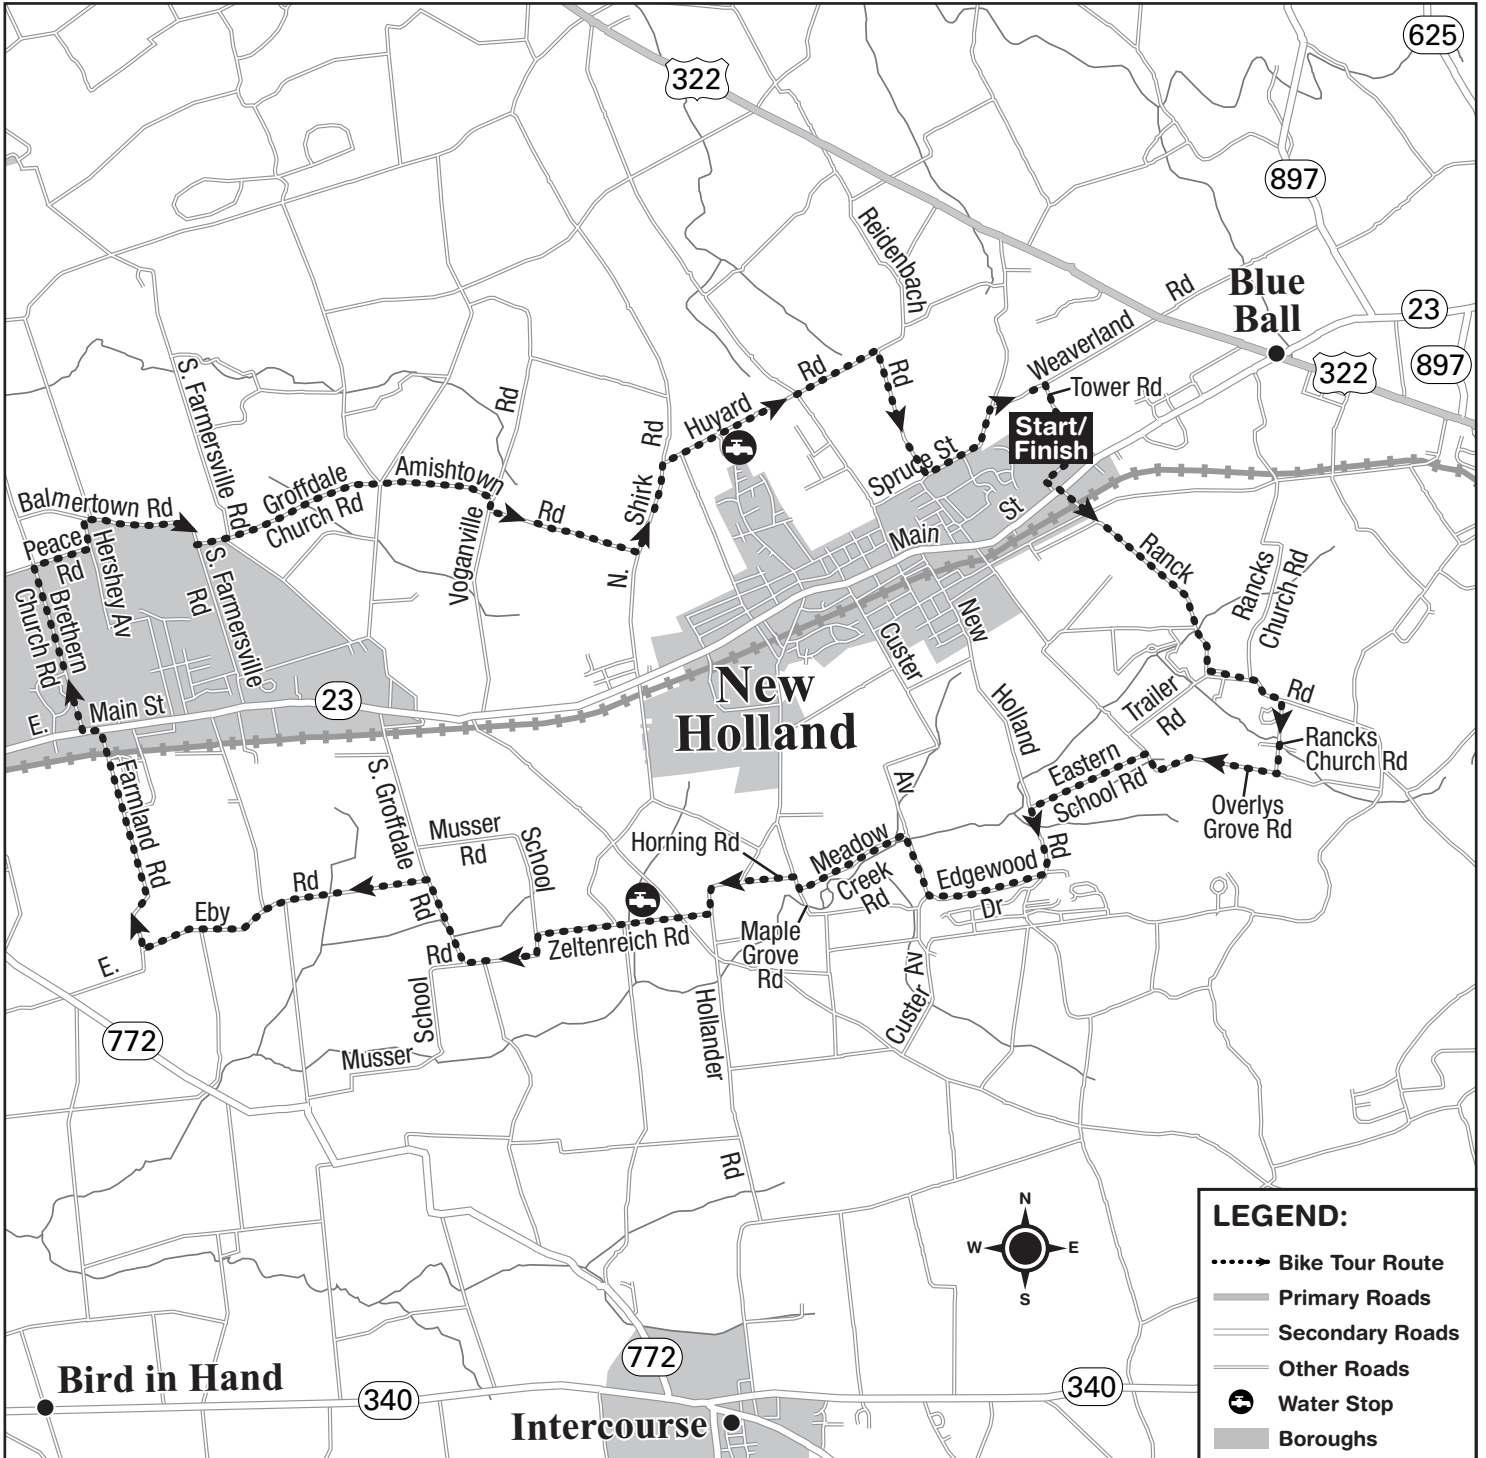 625
322
897
Reidenbach
Rd
Blue
Ball
23
Rd
Weaverland
Rd
322
897
Tower Rd
S. Farmersville Rd
Rd
Rd
Huyard
Start/
Finish
Spruce St
Groffdale
Church Rd
Amishtown
Rd
Balmertown Rd
Shirk
N.
Main
St
Peace
Rd
Hershey Av
S. Farmersville
Rd
Voganville
Ranck
Rd
Rancks
Church Rd
Brethern
Church Rd
Custer
Av
New
Holland
Rd
E.
Main St
23
New
Holland
Trailer
Rd
Rancks
Church Rd
Eastern
School Rd
Overlys
Grove Rd
Farmland Rd
S. Groffdale
Rd
Musser
Rd
School
Horning Rd
Meadow
Creek
Rd
Edgewood
Dr
Rd
Eby
E.
Zeltenreich Rd
Maple
Grove
Rd
Rd
School
Musser
Hollander
Rd
Custer Av
772
N
W
E
S
LEGEND:
Bike Tour Route
Primary Roads
Secondary Roads
Other Roads
Water Stop
Boroughs
772
Bird in Hand
340
340
Intercourse